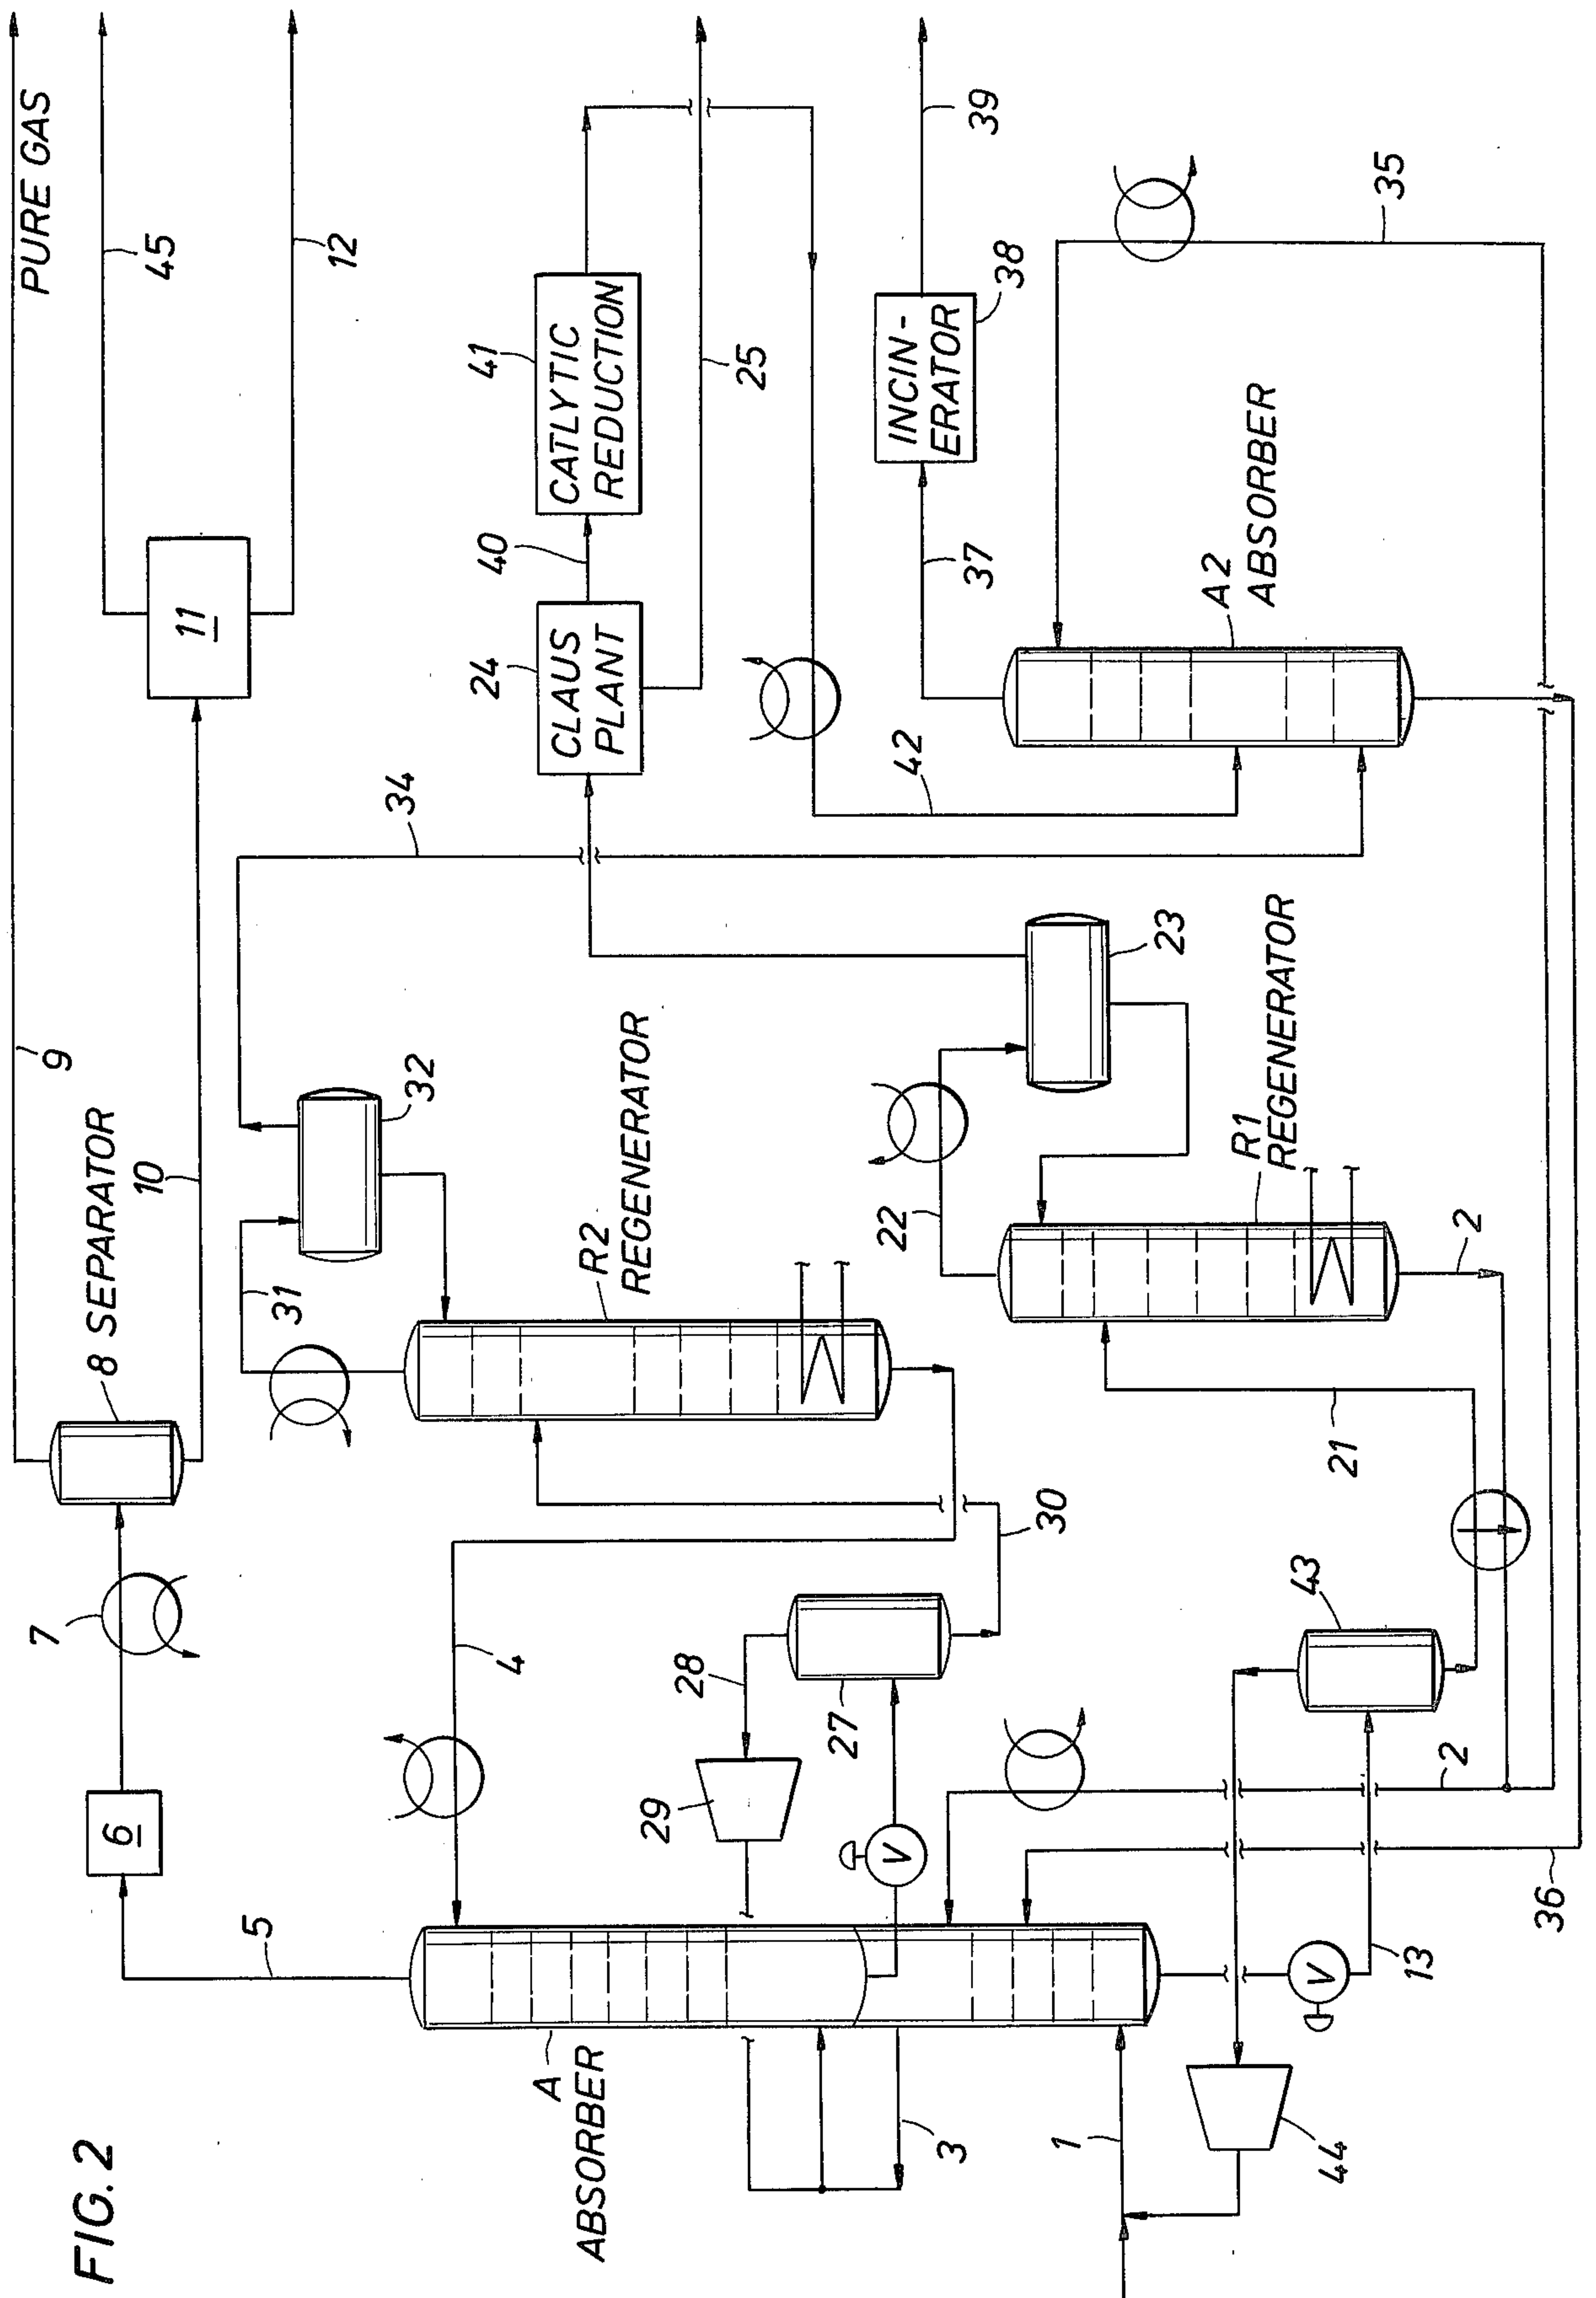 FIG. 2
PURE GAS
9
45
12
11
10
8 SEPARATOR
7
6
5
31
32
34
R2
REGENERATOR
4
30
28
27
29
V
A
ABSORBER
3
1
44
13
V
36
43
2
2
21
R1
REGENERATOR
22
23
24
CLAUS
PLANT
40
41
CATLYTIC
REDUCTION
25
42
37
INCIN-
ERATOR
38
39
A2
ABSORBER
35